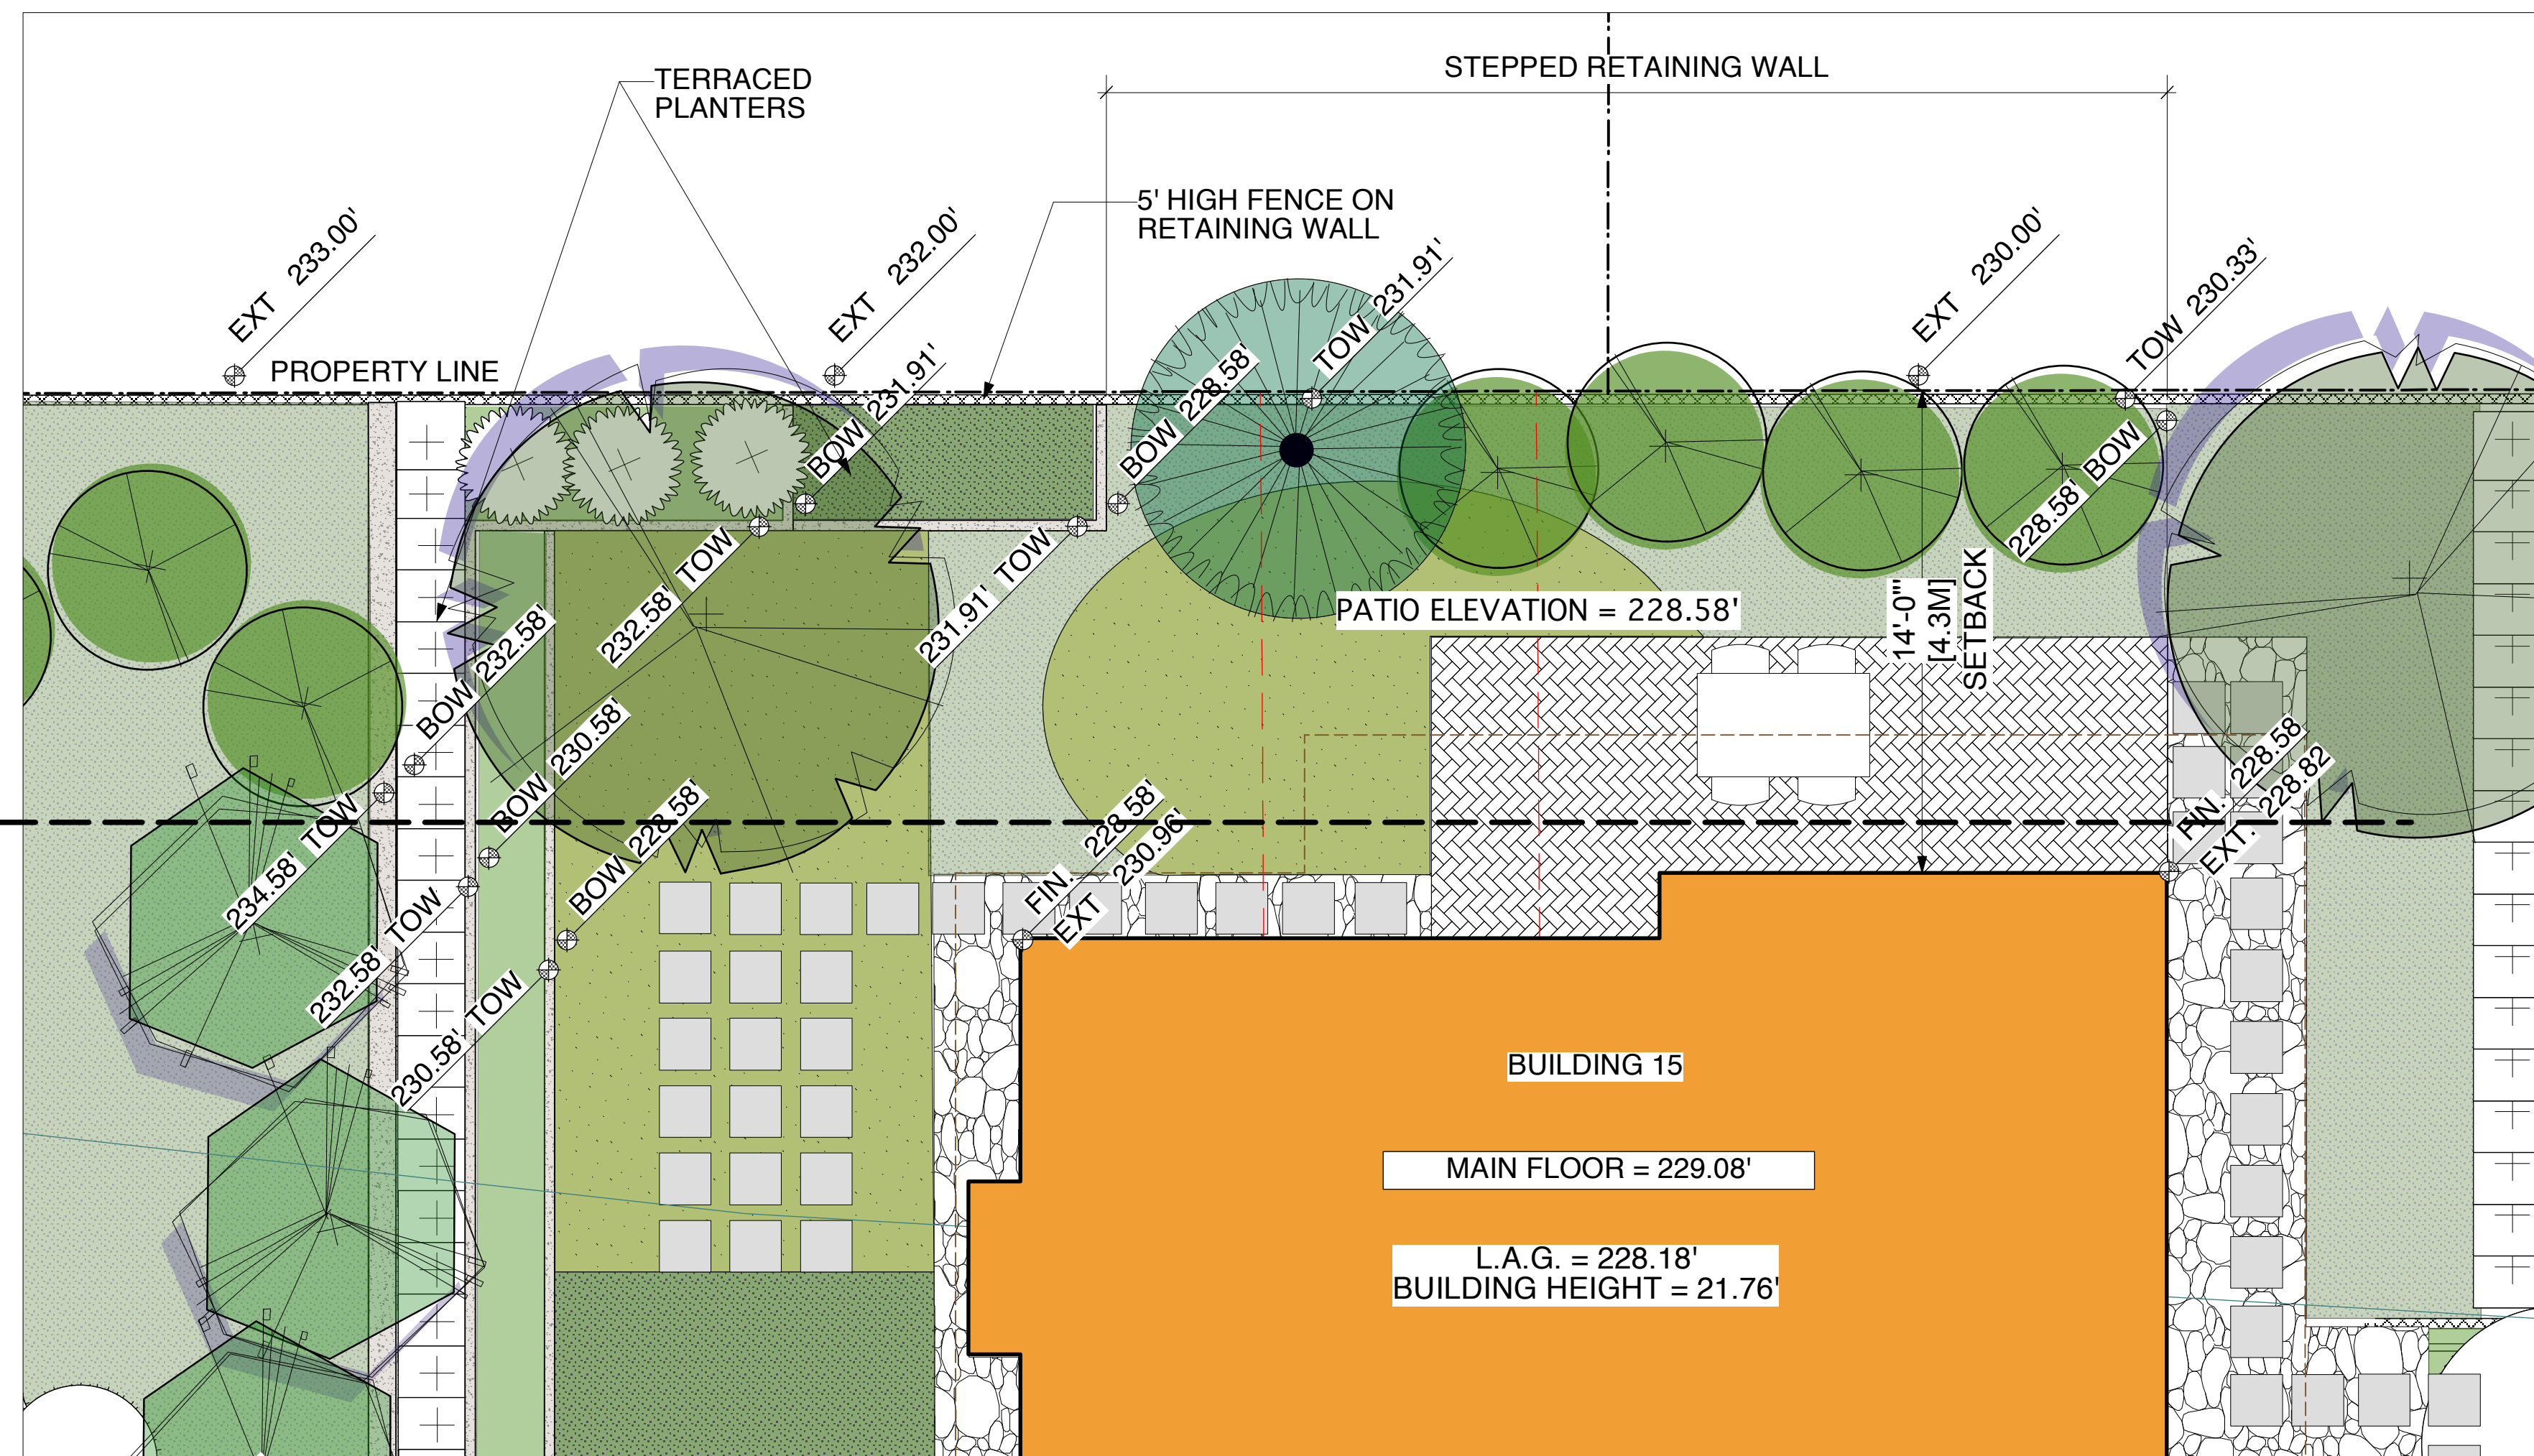 STEPPED RETAINING WALL
TERRACED
PLANTERS
5' HIGH FENCE ON
RETAINING WALL
EXT 233.00'
EXT 232.00'
TOW 231.91'
EXT 230.00'
TOW 230.33'
PROPERTY LINE
BOW 231.91'
BOW 228.58'
228.58' BOW
232.58' TOW
231.91' TOW
PATIO ELEVATION = 228.58'
14'-0"
[4.3M]
SETBACK
BOW 232.58'
BOW 230.58'
BOW 228.58'
234.58' TOW
232.58' TOW
230.58' TOW
FIN. 228.58'
EXT 230.96'
FIN. 228.58
EXT. 228.82
BUILDING 15
MAIN FLOOR = 229.08'
L.A.G. = 228.18'
BUILDING HEIGHT = 21.76'